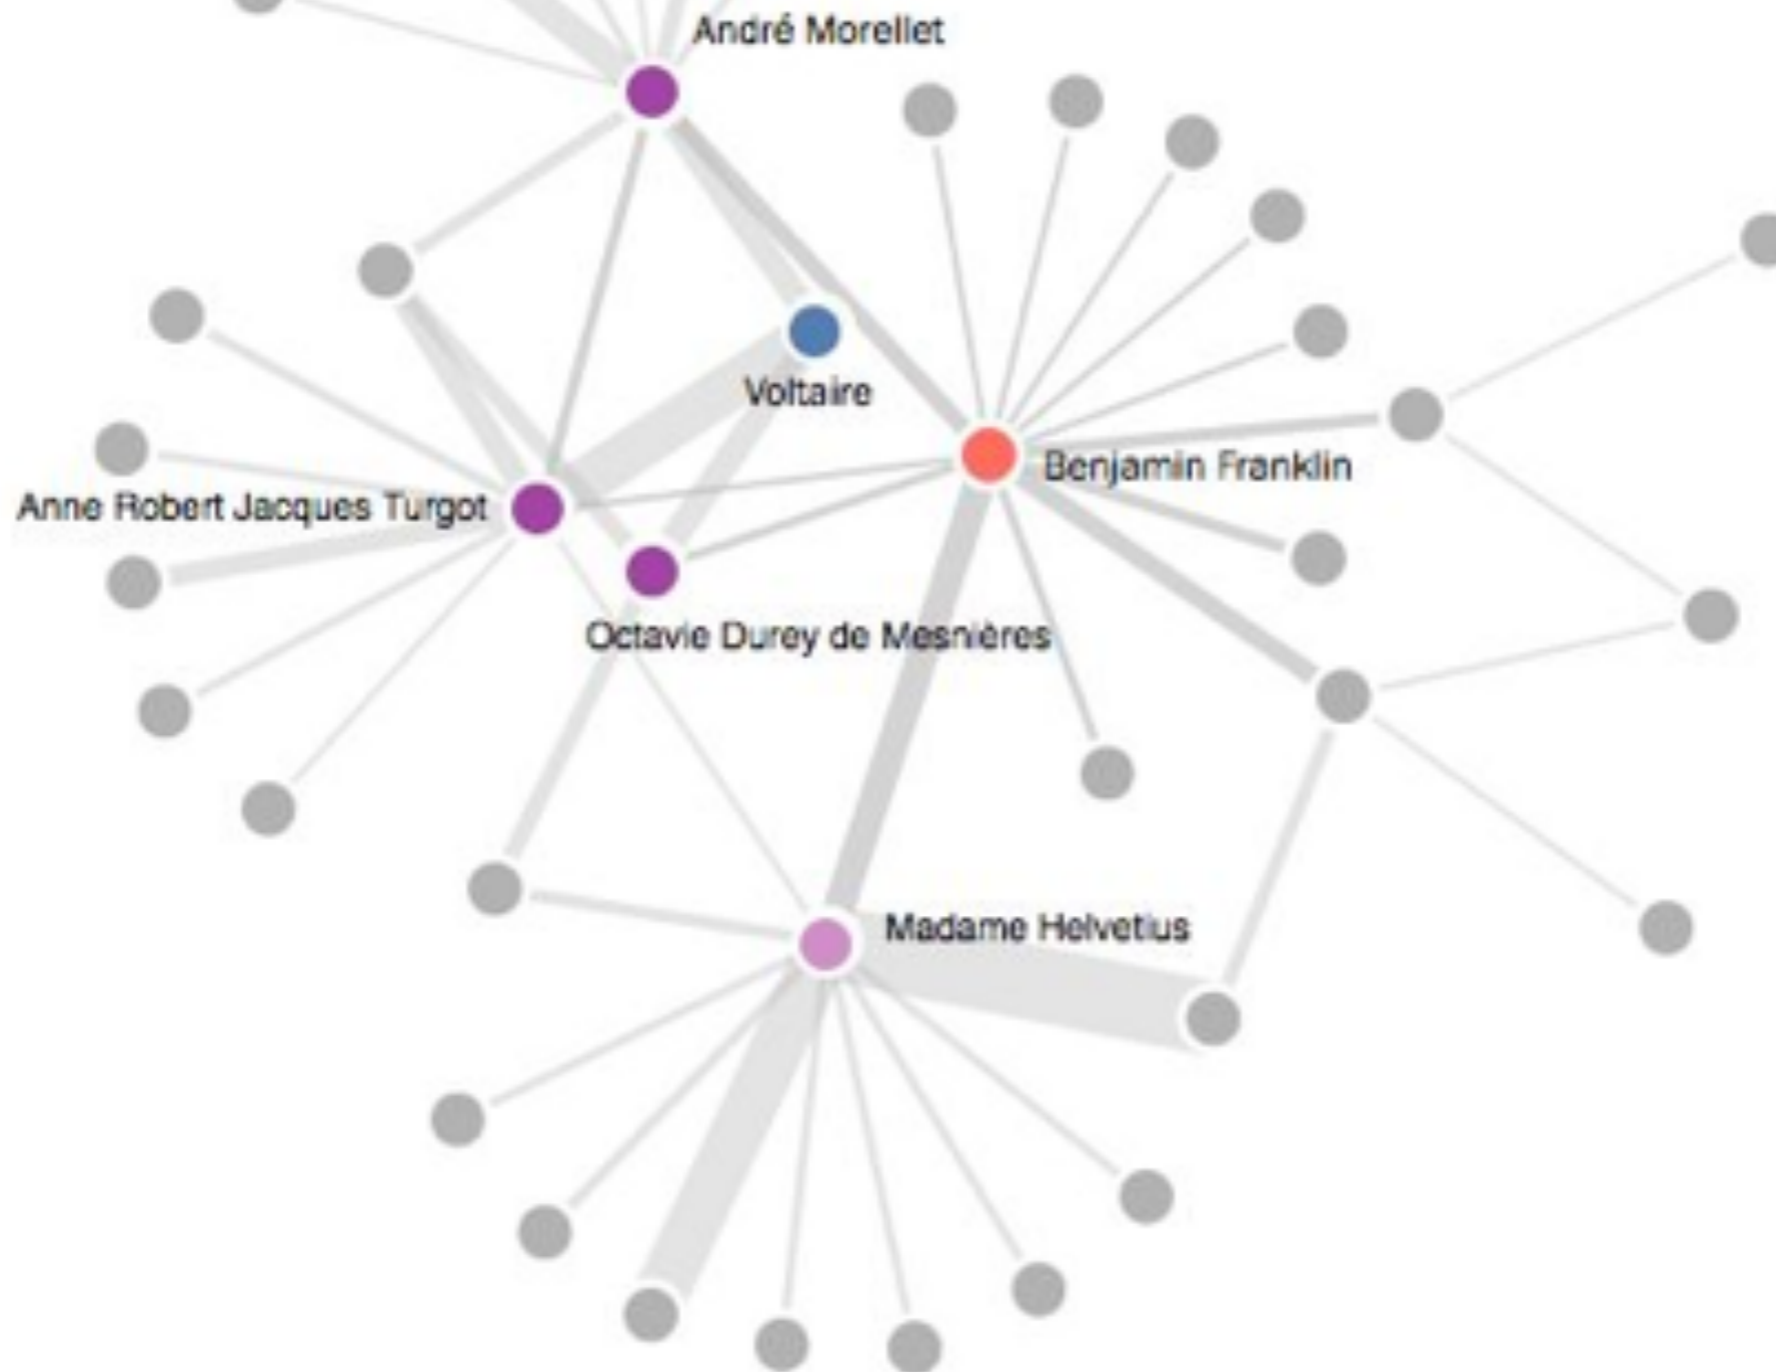 André Morellet
Voltaire
Benjamin Franklin
Anne Robert Jacques Turgot
Octavie Durey de Mesnières
Madame Helvetius